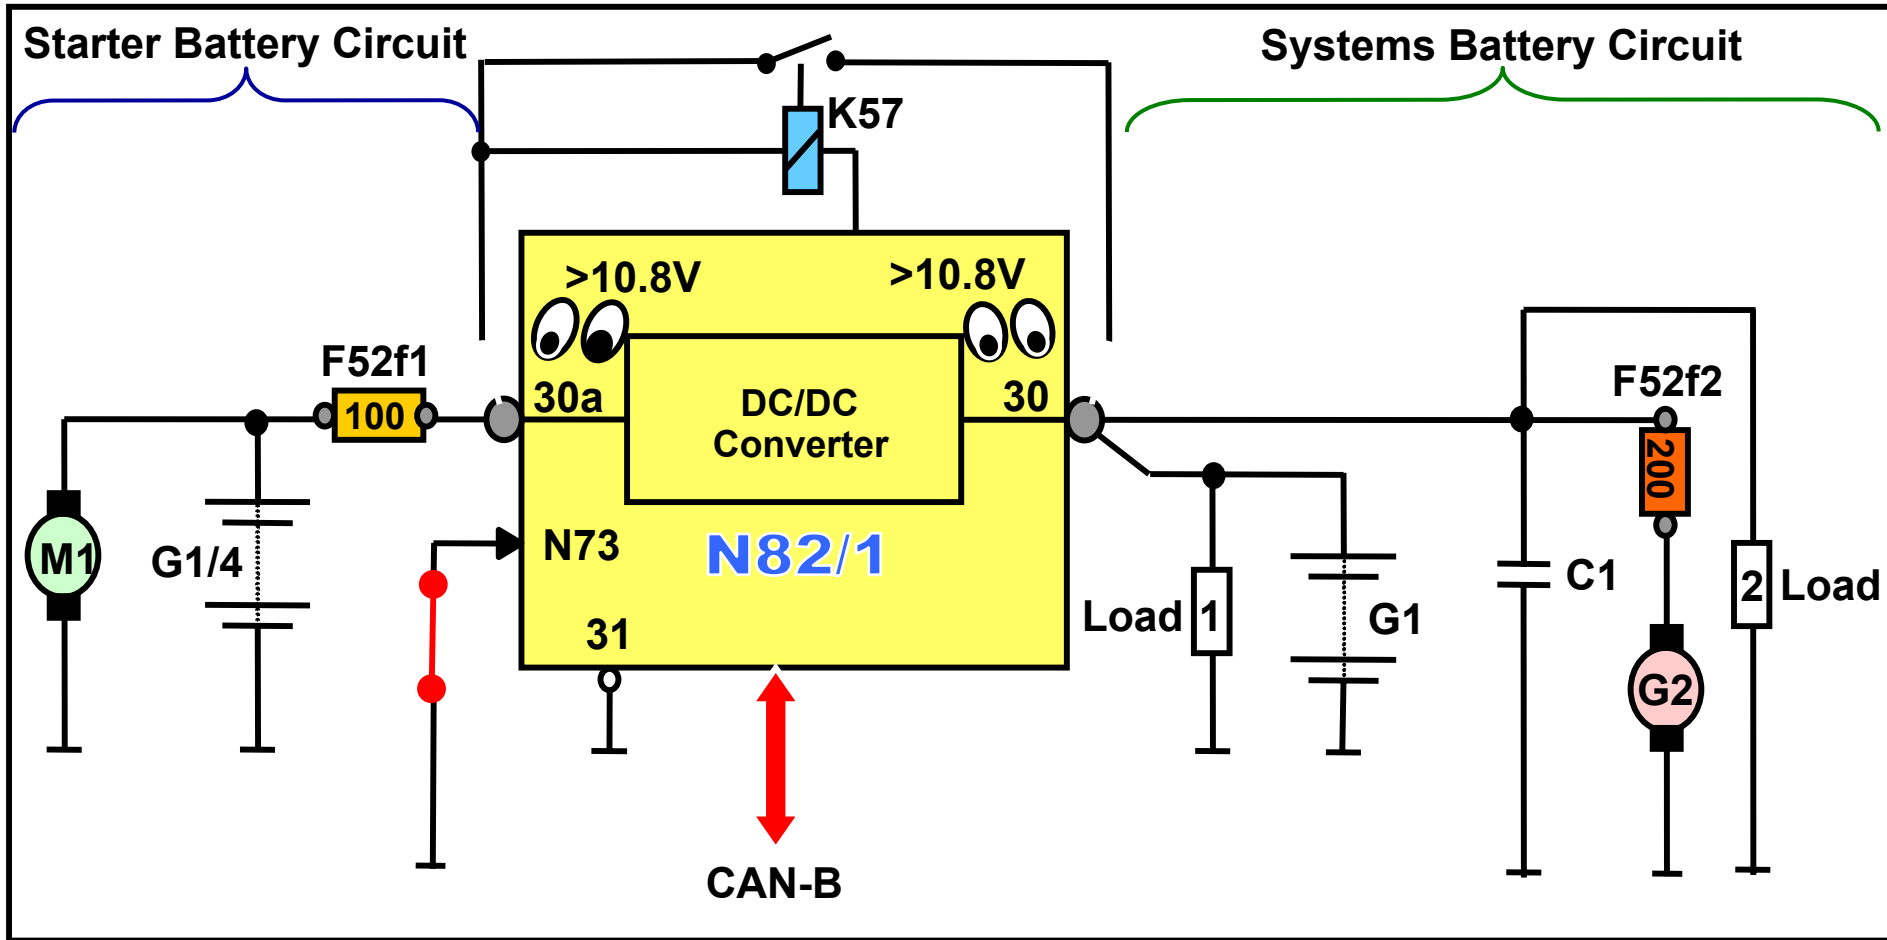 Starter Battery Circuit
Systems Battery Circuit
K57
>10.8V
>10.8V
F52f1
100
30a
DC/DC
Converter
30
F52f2
200
M1
G1/4
N73
N82/1
31
Load
1
G1
C1
2
Load
G2
CAN-B